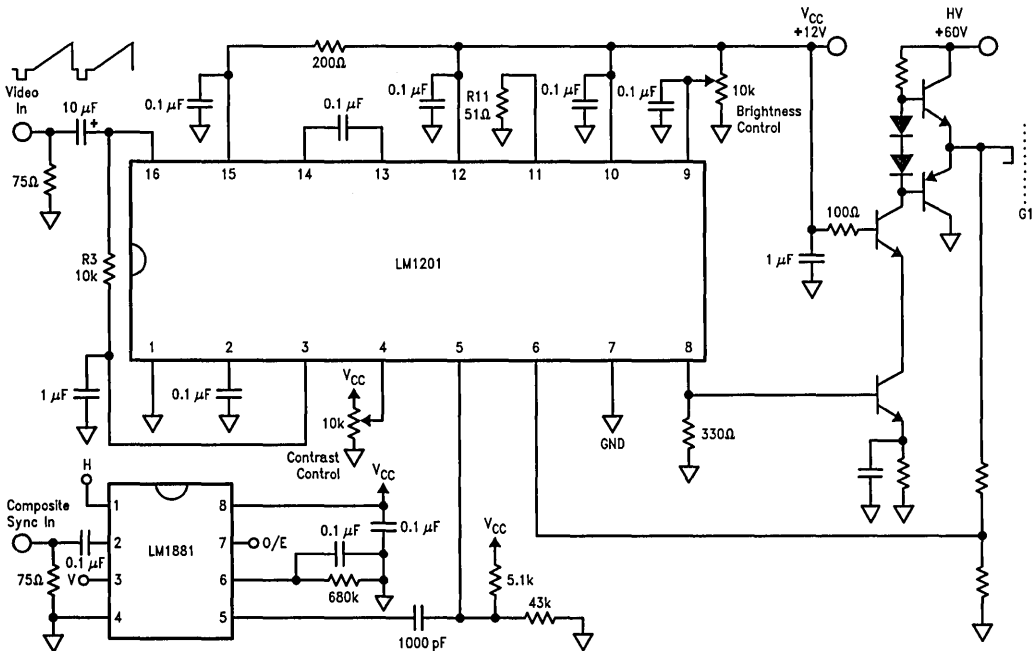 VCC
+12V
HV
+60V
200Ω
Video
In
10 µF
+
75Ω
0.1 µF
0.1 µF
0.1 µF
R11
51Ω
0.1 µF
0.1 µF
10k
Brightness
Control
G1
16
15
14
13
12
11
10
9
R3
10k
LM1201
100Ω
1 µF
1
2
3
4
5
6
7
8
1 µF
0.1 µF
VCC
10k
Contrast
Control
GND
330Ω
H
VCC
Composite
Sync In
0.1 µF
75Ω
V
1
2
3
4
LM1881
8
7
6
5
O/E
0.1 µF
0.1 µF
680k
1000 pF
VCC
5.1k
43k